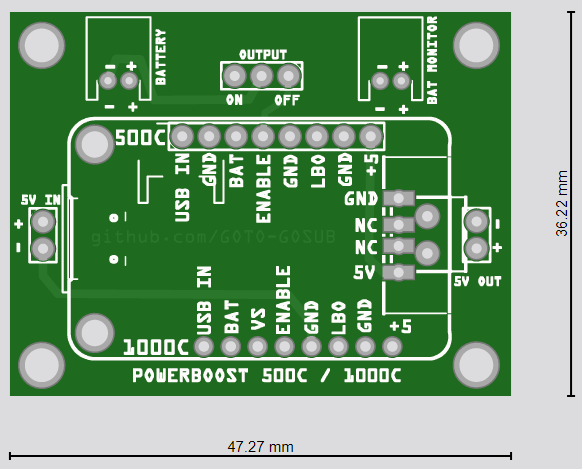 BATTERY
- +
- +
OUTPUT
ON OFF
BAT MONITOR
- +
- +
500C
USB IN
GND
BAT
ENABLE
GND
LBO
GND
+5
5V IN
+
-
github.com/GOTO-GOSUB
GND
NC
NC
5V
-
+
5V OUT
USB IN
BAT
VS
ENABLE
GND
LBO
GND
+5
1000C
POWERBOOST 500C / 1000C
36.22 mm
47.27 mm